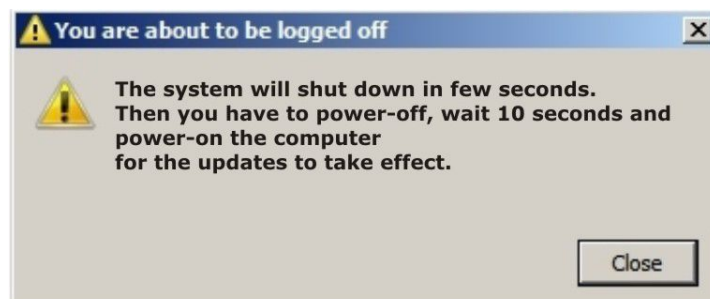 You are about to be logged off
The system will shut down in few seconds.
Then you have to power-off, wait 10 seconds and
power-on the computer
for the updates to take effect.
Close